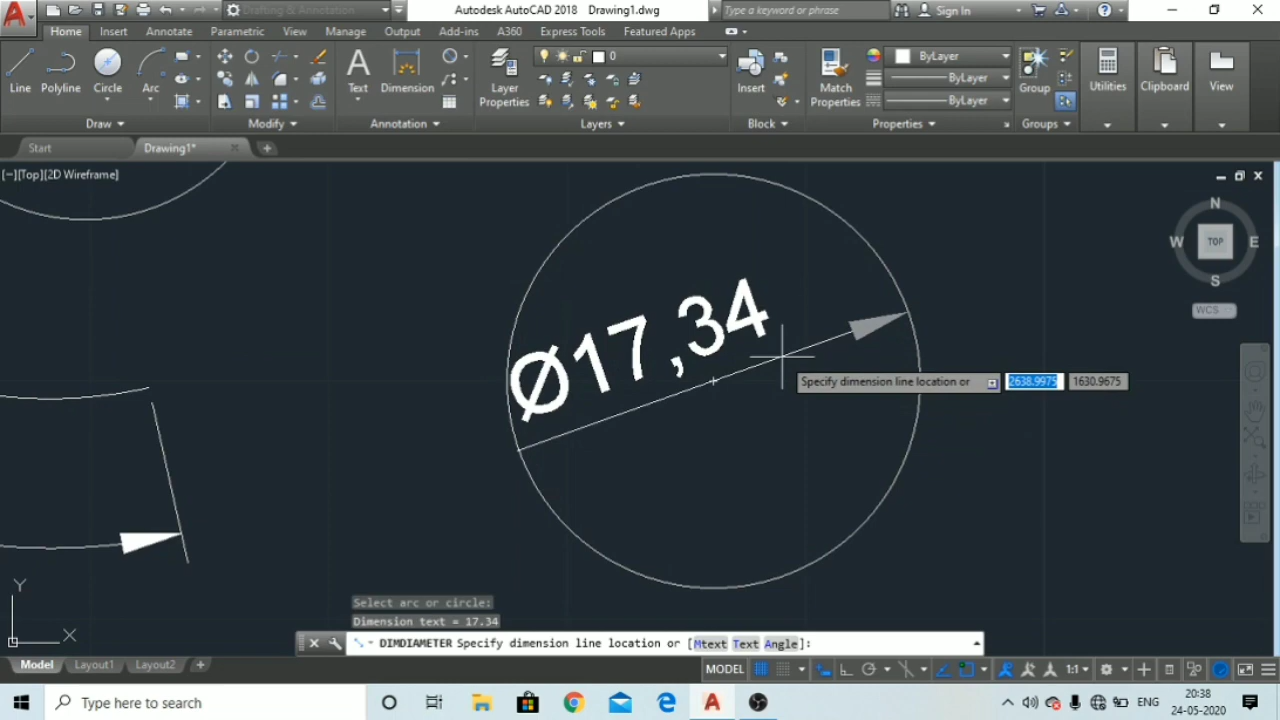 Drafting & Annotation
Autodesk AutoCAD 2018 Drawing1.dwg
Type a keyword or phrase
Sign In
Home Insert Annotate Parametric View Manage Output Add-ins A360 Express Tools Featured Apps
Line Polyline Circle Arc
Text Dimension
Layer Properties
0
Insert
Match Properties
ByLayer
ByLayer
ByLayer
Group
Utilities Clipboard View
Draw Modify Annotation Layers Block Properties Groups
Start Drawing1*
[−][Top][2D Wireframe]
N
W TOP E
S
WCS
Ø17,34
Specify dimension line location or 2638.9975 1630.9675
Y
X
Select arc or circle:
Dimension text = 17.34
DIMDIAMETER Specify dimension line location or [Mtext Text Angle]:
Model Layout1 Layout2 +
MODEL 1:1
Type here to search
ENG
20:38
24-05-2020